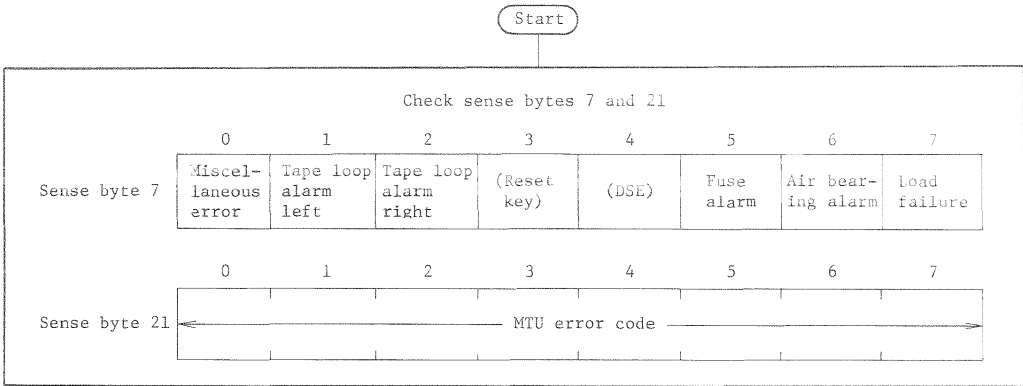 Start
Check sense bytes 7 and 21
0 1 2 3 4 5 6 7
Sense byte 7
Miscel-
laneous
error
Tape loop
alarm
left
Tape loop
alarm
right
(Reset
key)
(DSE)
Fuse
alarm
Air bear-
ing alarm
Load
failure
0 1 2 3 4 5 6 7
Sense byte 21
MTU error code